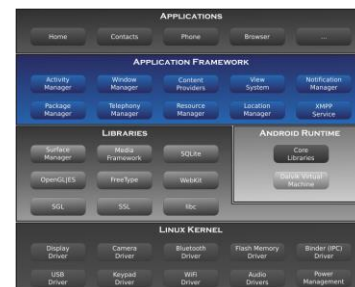 APPLICATIONS
Home Contacts Phone Browser ...
APPLICATION FRAMEWORK
Activity Manager Window Manager Content Providers View System Notification Manager
Package Manager Telephony Manager Resource Manager Location Manager XMPP Service
LIBRARIES
Surface Manager Media Framework SQLite
OpenGL|ES FreeType WebKit
SGL SSL libc
ANDROID RUNTIME
Core Libraries
Dalvik Virtual Machine
LINUX KERNEL
Display Driver Camera Driver Bluetooth Driver Flash Memory Driver Binder (IPC) Driver
USB Driver Keypad Driver WiFi Driver Audio Drivers Power Management